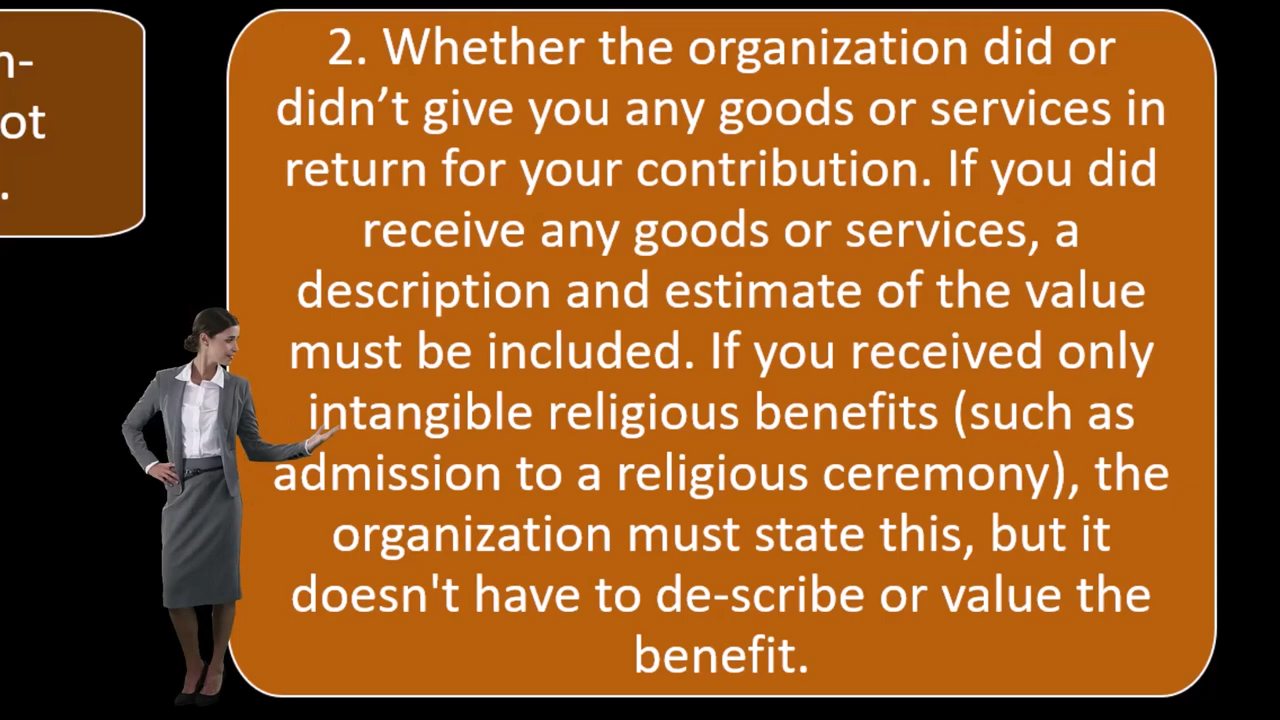 n-
ot
.
2. Whether the organization did or
didn’t give you any goods or services in
return for your contribution. If you did
receive any goods or services, a
description and estimate of the value
must be included. If you received only
intangible religious benefits (such as
admission to a religious ceremony), the
organization must state this, but it
doesn't have to de-scribe or value the
benefit.